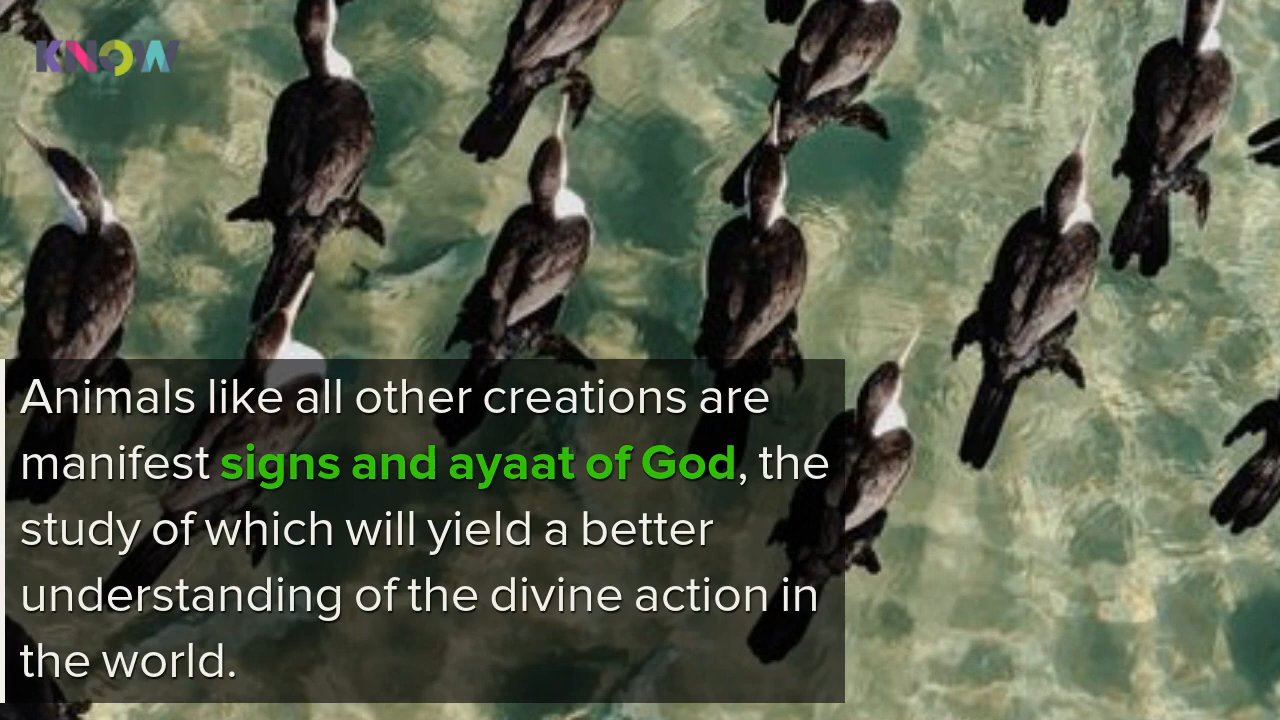 KNOW
Animals like all other creations are
manifest signs and ayaat of God, the
study of which will yield a better
understanding of the divine action in
the world.